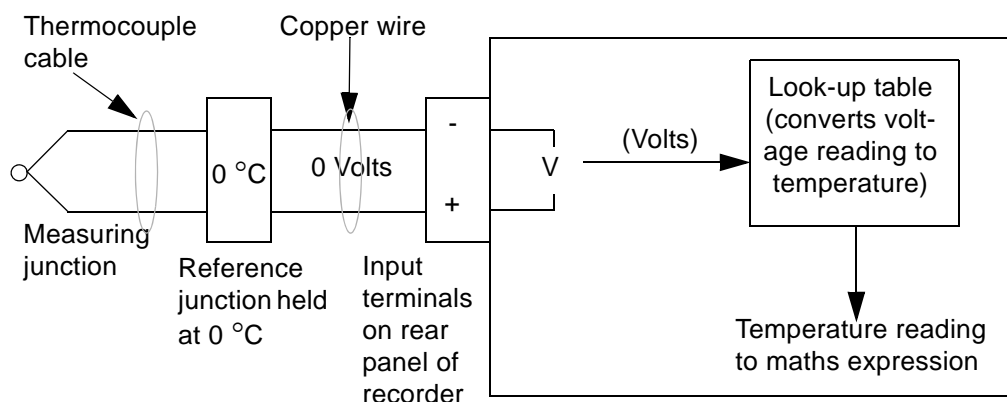 Thermocouple
cable
Copper wire
Look-up table
(converts volt-
age reading to
temperature)
-
(Volts)
0 °C
0 Volts
V
+
Measuring
junction
Reference
junction held
at 0 °C
Input
terminals
on rear
panel of
recorder
Temperature reading
to maths expression